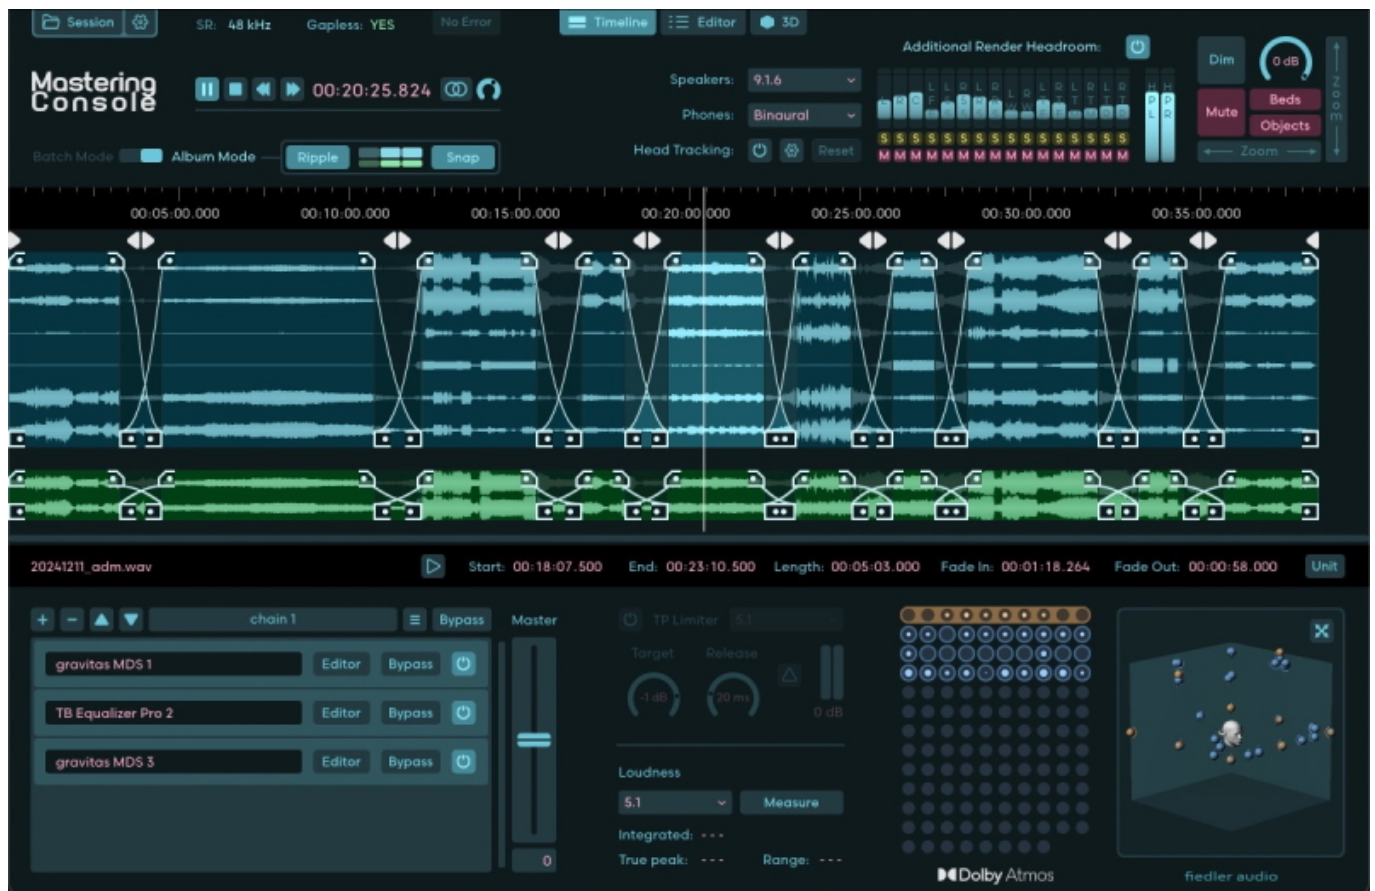 Session
SR: 48 kHz
Gapless: YES
No Error
Timeline
Editor
3D
Additional Render Headroom:
Mastering
Console
00:20:25.824
Speakers: 9.1.6
Phones: Binaural
Head Tracking: Reset
Dim
0 dB
Mute
Beds
Objects
Zoom
Zoom
Batch Mode
Album Mode
Ripple
Snap
S S S S S S S S S S S S S S S S
M M M M M M M M M M M M M M M M
00:05:00.000 00:10:00.000 00:15:00.000 00:20:00.000 00:25:00.000 00:30:00.000 00:35:00.000
20241211_adm.wav
Start: 00:18:07.500 End: 00:23:10.500 Length: 00:05:03.000 Fade In: 00:01:18.264 Fade Out: 00:00:58.000 Unit
+ - chain 1 Bypass
Master
gravitas MDS 1 Editor Bypass
TB Equalizer Pro 2 Editor Bypass
gravitas MDS 3 Editor Bypass
0
TP Limiter 5.1
Target Release
-1 dB 20 ms
0 dB
Loudness
5.1 Measure
Integrated: ---
True peak: --- Range: ---
Dolby Atmos
fiedler audio